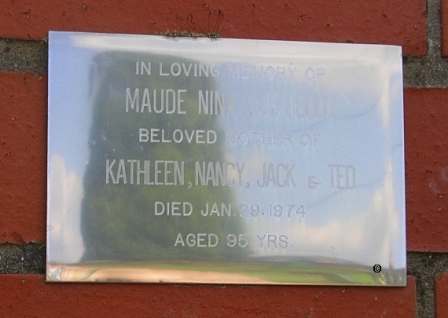 IN LOVING MEMORY OF
MAUDE NINA
BELOVED MOTHER OF
KATHLEEN, NANCY, JACK & TED
DIED JAN. 29. 1974
AGED 95 YRS.